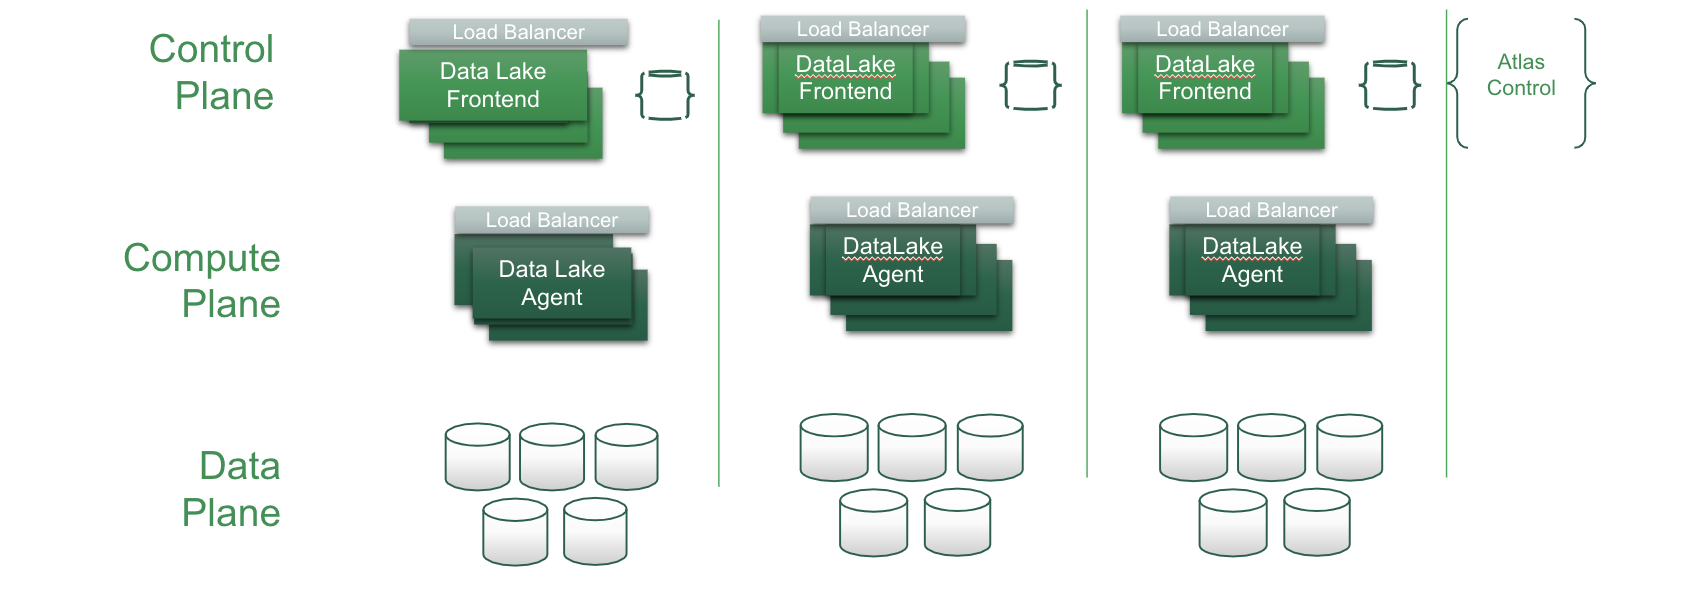 Control
Plane
Load Balancer
Data Lake
Frontend
Load Balancer
DataLake
Frontend
Load Balancer
DataLake
Frontend
Atlas
Control
Compute
Plane
Load Balancer
Data Lake
Agent
Load Balancer
DataLake
Agent
Load Balancer
DataLake
Agent
Data
Plane